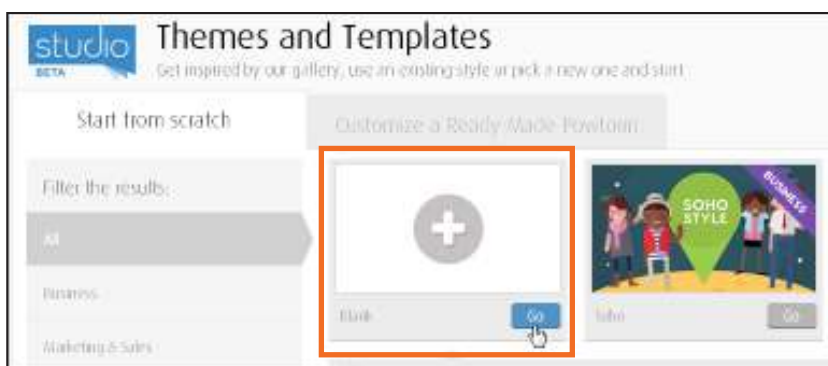 studio
BETA
Themes and Templates
Get inspired by our gallery, use an existing style or pick a new one and start
Start from scratch
Customize a Ready Made Powtoon
Filter the results:
All
Business
Marketing & Sales
Blank
Go
SOHO
STYLE
BUSINESS
Soho
Go